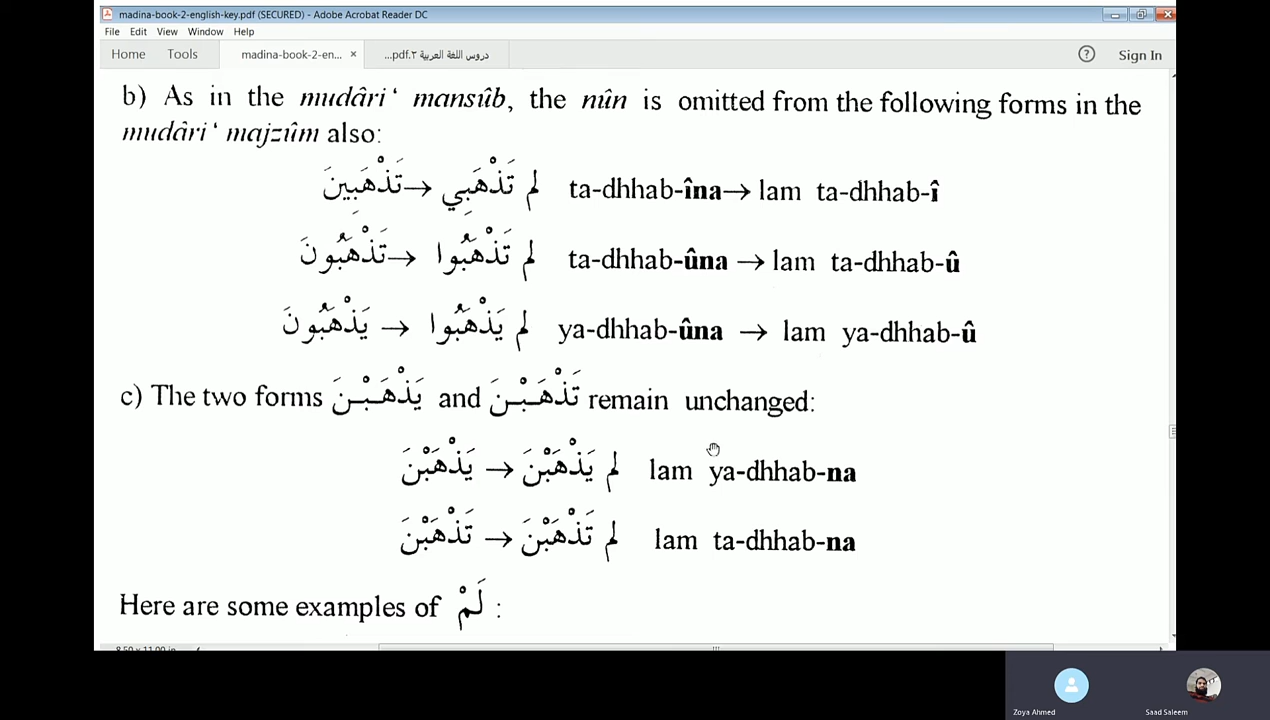 madina-book-2-english-key.pdf (SECURED) - Adobe Acrobat Reader DC
File Edit View Window Help
Home Tools madina-book-2-en... × دروس اللغة العربية ٣.pdf... Sign In
b) As in the mudâri‘ mansûb, the nûn is omitted from the following forms in the
mudâri‘ majzûm also:
تَذْهَبِينَ → لم تَذْهَبِي ta-dhhab-îna→ lam ta-dhhab-î
تَذْهَبُونَ → لم تَذْهَبُوا ta-dhhab-ûna → lam ta-dhhab-û
يَذْهَبُونَ → لم يَذْهَبُوا ya-dhhab-ûna → lam ya-dhhab-û
c) The two forms يَذْهَبْنَ and تَذْهَبْنَ remain unchanged:
يَذْهَبْنَ → لم يَذْهَبْنَ lam ya-dhhab-na
تَذْهَبْنَ → لم تَذْهَبْنَ lam ta-dhhab-na
Here are some examples of لَمْ :
8.50 x 11.00 in
Zoya Ahmed Saad Saleem